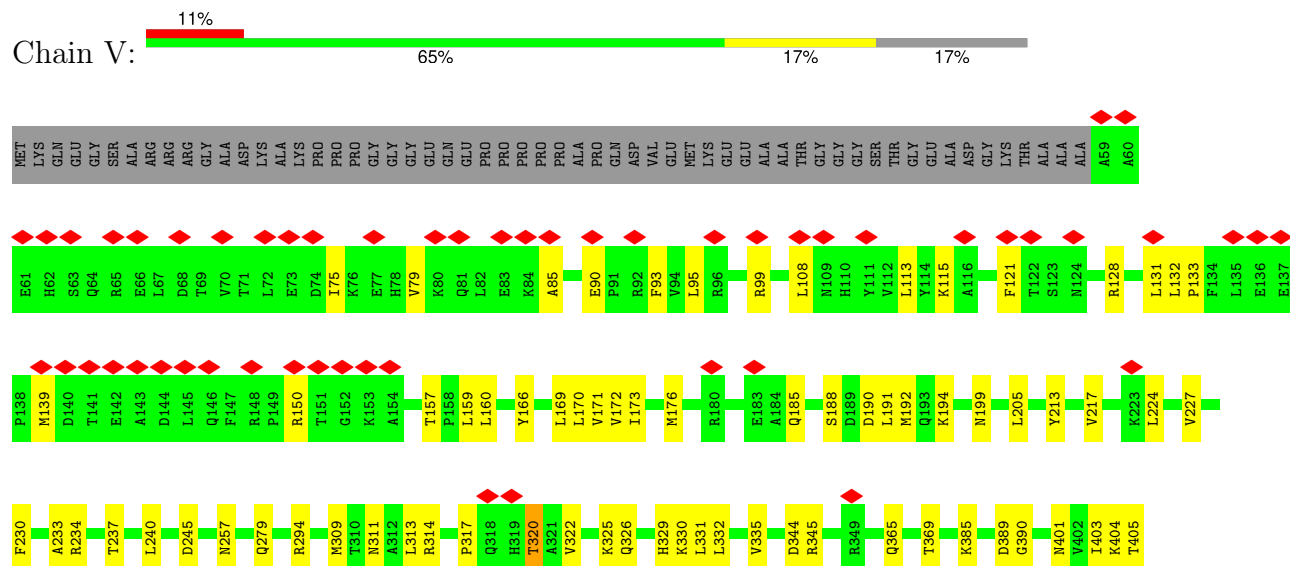 11%
Chain V:
65% 17% 17%
MET LYS GLN GLU GLY SER ALA ARG ARG ARG GLY ALA ASP LYS ALA LYS PRO PRO PRO GLY GLY GLY GLU GLN GLU PRO PRO PRO PRO PRO ALA PRO GLN ASP VAL GLU MET LYS GLU GLU ALA ALA THR GLY GLY GLY SER THR GLY GLU ALA ASP GLY LYS THR ALA ALA ALA A59 A60
E61 H62 S63 Q64 R65 E66 L67 D68 T69 V70 T71 L72 E73 D74 I75 K76 E77 H78 V79 K80 Q81 L82 E83 K84 A85 E90 P91 R92 F93 V94 L95 R96 R99 L108 N109 H110 Y111 V112 L113 Y114 K115 A116 F121 T122 S123 N124 R128 L131 L132 P133 F134 L135 E136 E137
P138 M139 D140 T141 E142 A143 D144 L145 Q146 F147 R148 P149 R150 T151 G152 K153 A154 T157 P158 L159 L160 Y166 L169 L170 V171 V172 I173 M176 R180 E183 A184 Q185 S188 D189 D190 L191 M192 Q193 K194 N199 L205 Y213 V217 K223 L224 V227
F230 A233 R234 T237 L240 D245 N257 Q279 R294 M309 T310 N311 A312 L313 R314 P317 Q318 H319 T320 A321 V322 K325 Q326 H329 K330 L331 L332 V335 D344 R345 R349 Q365 T369 K385 D389 G390 N401 V402 I403 K404 T405